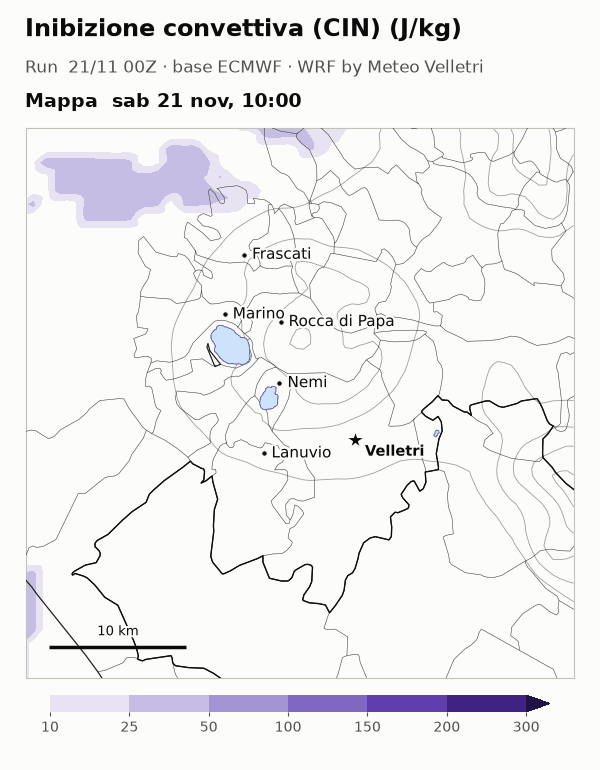 Inibizione convettiva (CIN) (J/kg)
Run  21/11 00Z · base ECMWF · WRF by Meteo Velletri
Mappa  sab 21 nov, 10:00
Frascati
Marino
Rocca di Papa
Nemi
Velletri
Lanuvio
10 km
10 25 50 100 150 200 300